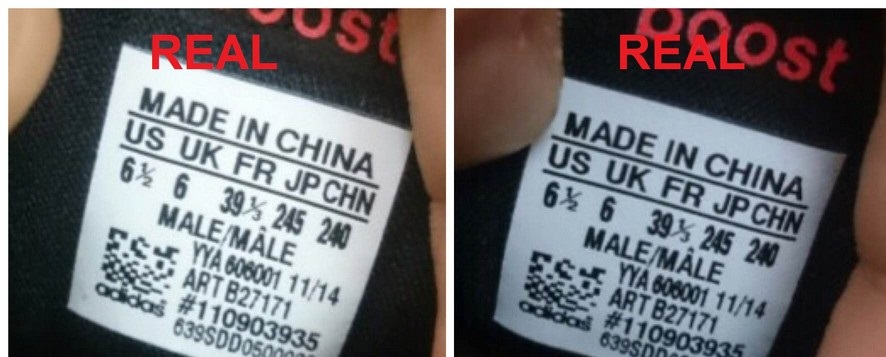 REAL
oost
MADE IN CHINA
US UK FR JP CHN
6½ 6 39⅓ 245 240
MALE/MÂLE
YYA 606001 11/14
ART B27171
#110903935
adidas
REAL
boost
MADE IN CHINA
US UK FR JP CHN
6½ 6 39⅓ 245 240
MALE/MÂLE
YYA 606001 11/14
ART B27171
#110903935
adidas